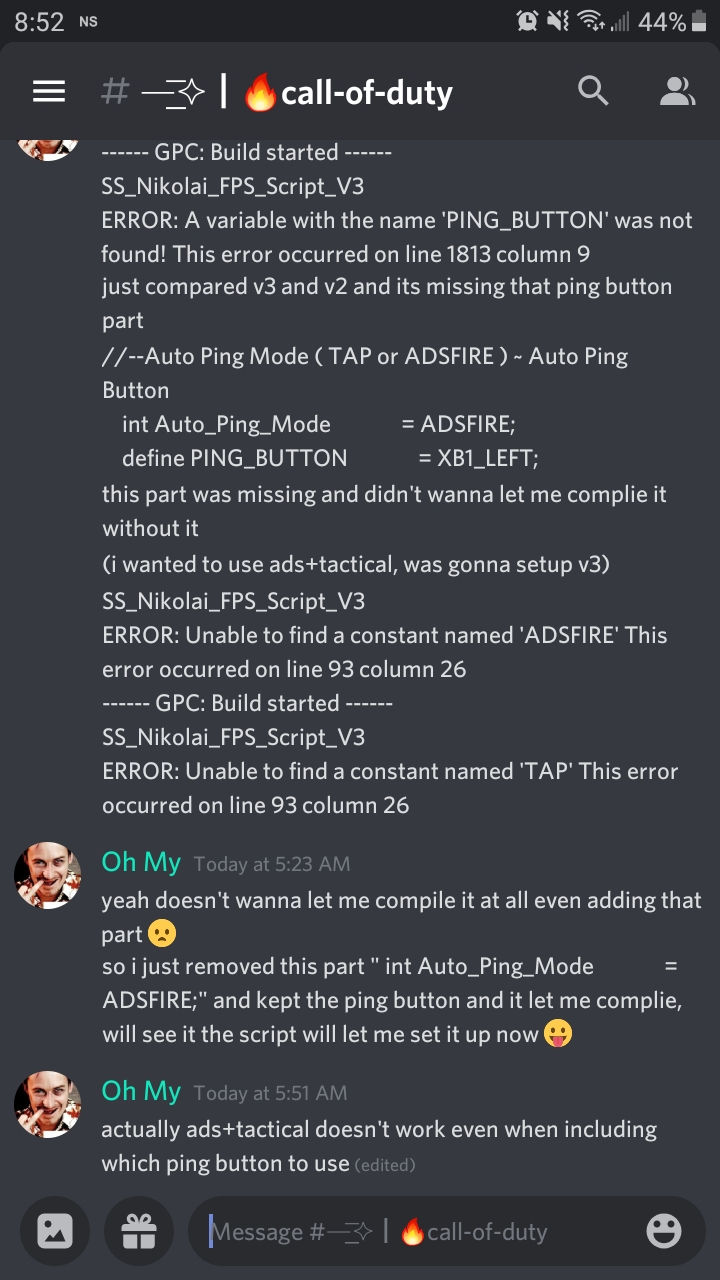 8:52 NS 44%
# —͟͟͞͞✧ | 🔥call-of-duty
------ GPC: Build started ------
SS_Nikolai_FPS_Script_V3
ERROR: A variable with the name 'PING_BUTTON' was not
found! This error occurred on line 1813 column 9
just compared v3 and v2 and its missing that ping button
part
//--Auto Ping Mode ( TAP or ADSFIRE ) ~ Auto Ping
Button
int Auto_Ping_Mode = ADSFIRE;
define PING_BUTTON = XB1_LEFT;
this part was missing and didn't wanna let me complie it
without it
(i wanted to use ads+tactical, was gonna setup v3)
SS_Nikolai_FPS_Script_V3
ERROR: Unable to find a constant named 'ADSFIRE' This
error occurred on line 93 column 26
------ GPC: Build started ------
SS_Nikolai_FPS_Script_V3
ERROR: Unable to find a constant named 'TAP' This error
occurred on line 93 column 26
Oh My Today at 5:23 AM
yeah doesn't wanna let me compile it at all even adding that
part 😦
so i just removed this part " int Auto_Ping_Mode =
ADSFIRE;" and kept the ping button and it let me complie,
will see it the script will let me set it up now 😛
Oh My Today at 5:51 AM
actually ads+tactical doesn't work even when including
which ping button to use (edited)
Message #—͟͟͞͞✧ | 🔥call-of-duty